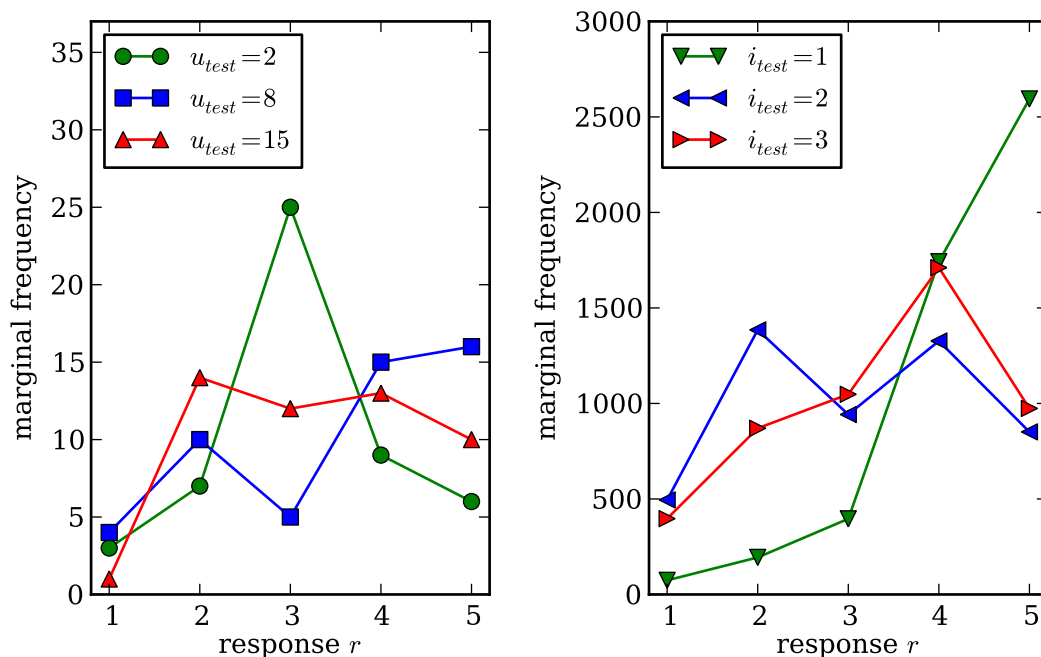 35
30
25
20
15
10
5
0
marginal frequency
u_test=2
u_test=8
u_test=15
1 2 3 4 5
response r
3000
2500
2000
1500
1000
500
0
marginal frequency
i_test=1
i_test=2
i_test=3
1 2 3 4 5
response r